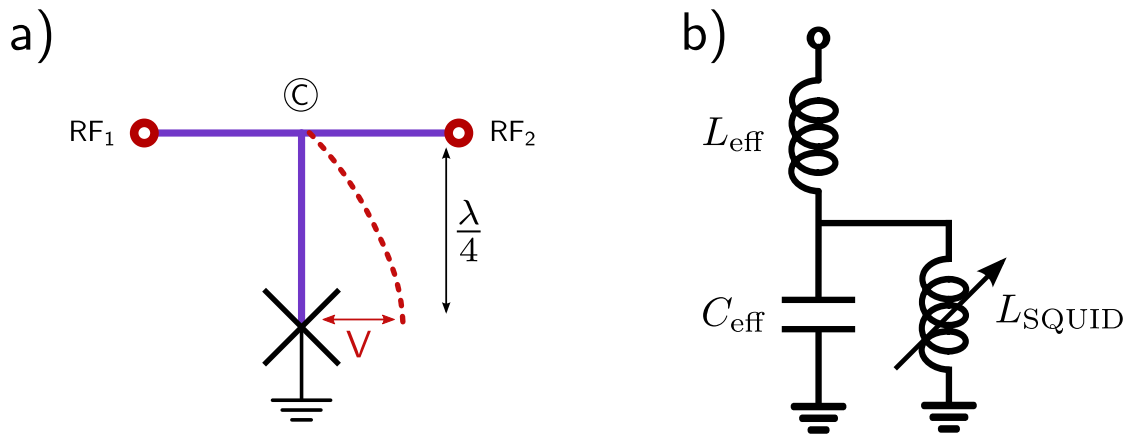 a)
©
RF₁
RF₂
λ/4
V
b)
L_eff
C_eff
L_SQUID